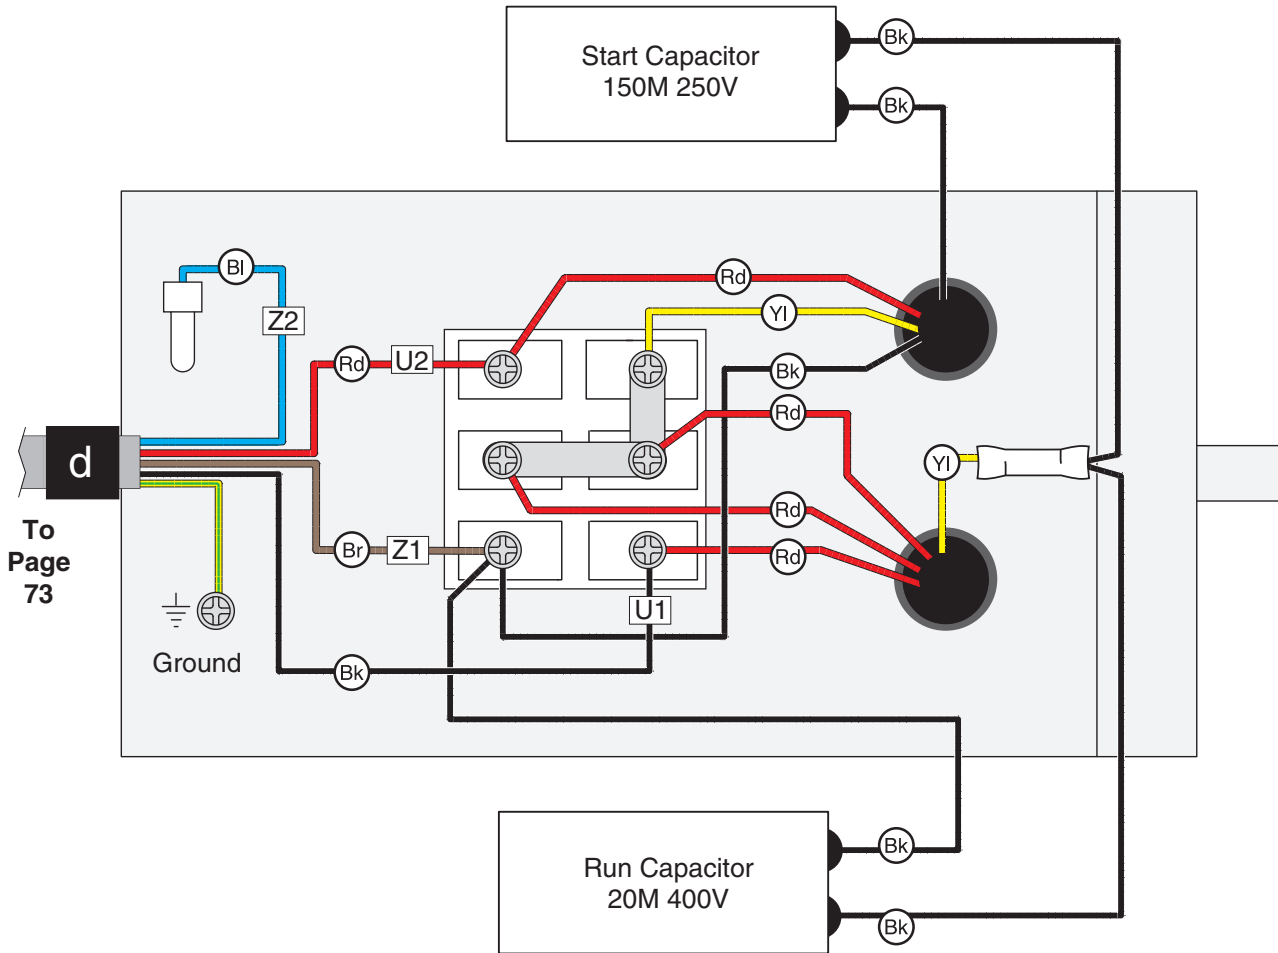 Start Capacitor
150M 250V
Bk
Bk
Bl
Z2
Rd
Yl
Rd
U2
Bk
Rd
d
Yl
To
Page
73
Rd
Br
Z1
Rd
U1
Ground
Bk
Run Capacitor
20M 400V
Bk
Bk